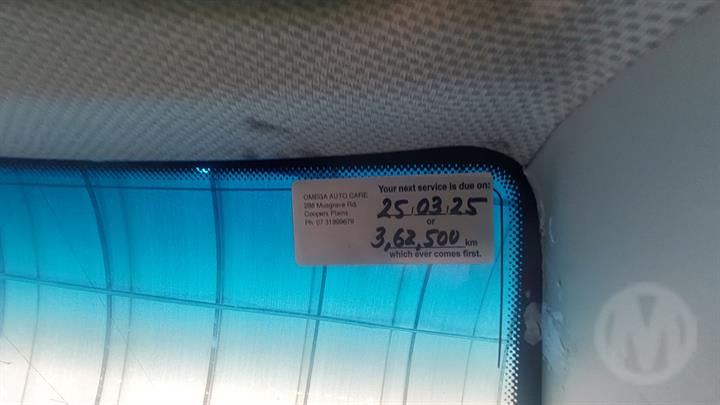 OMEGA AUTO CARE
288 Musgrave Rd,
Coopers Plains
Ph: 07 31899679
Your next service is due on:
25.03.25
or
3,62,500 km
which ever comes first.
M